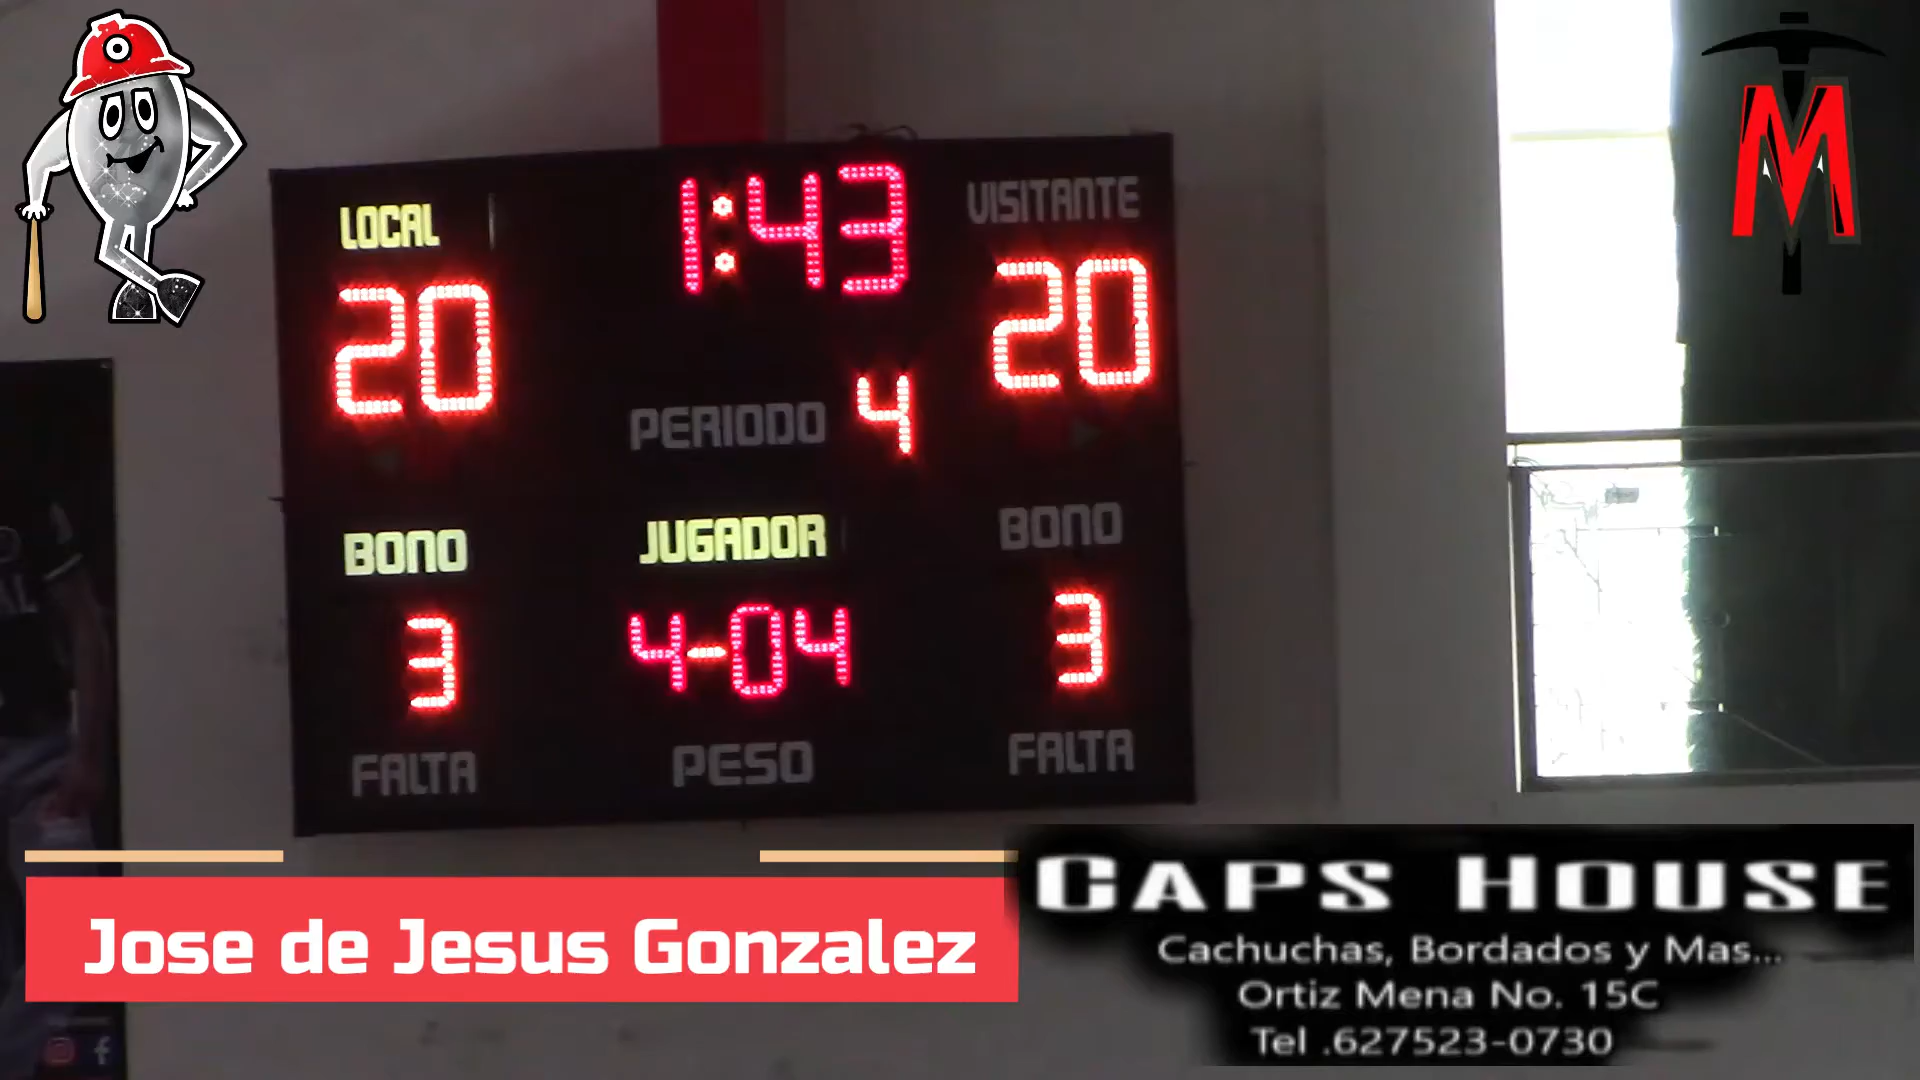 LOCAL
1:43
VISITANTE
20
20
PERIODO 4
BONO
JUGADOR
BONO
3
4-04
3
FALTA
PESO
FALTA
M
Jose de Jesus Gonzalez
CAPS HOUSE
Cachuchas, Bordados y Mas...
Ortiz Mena No. 15C
Tel .627523-0730